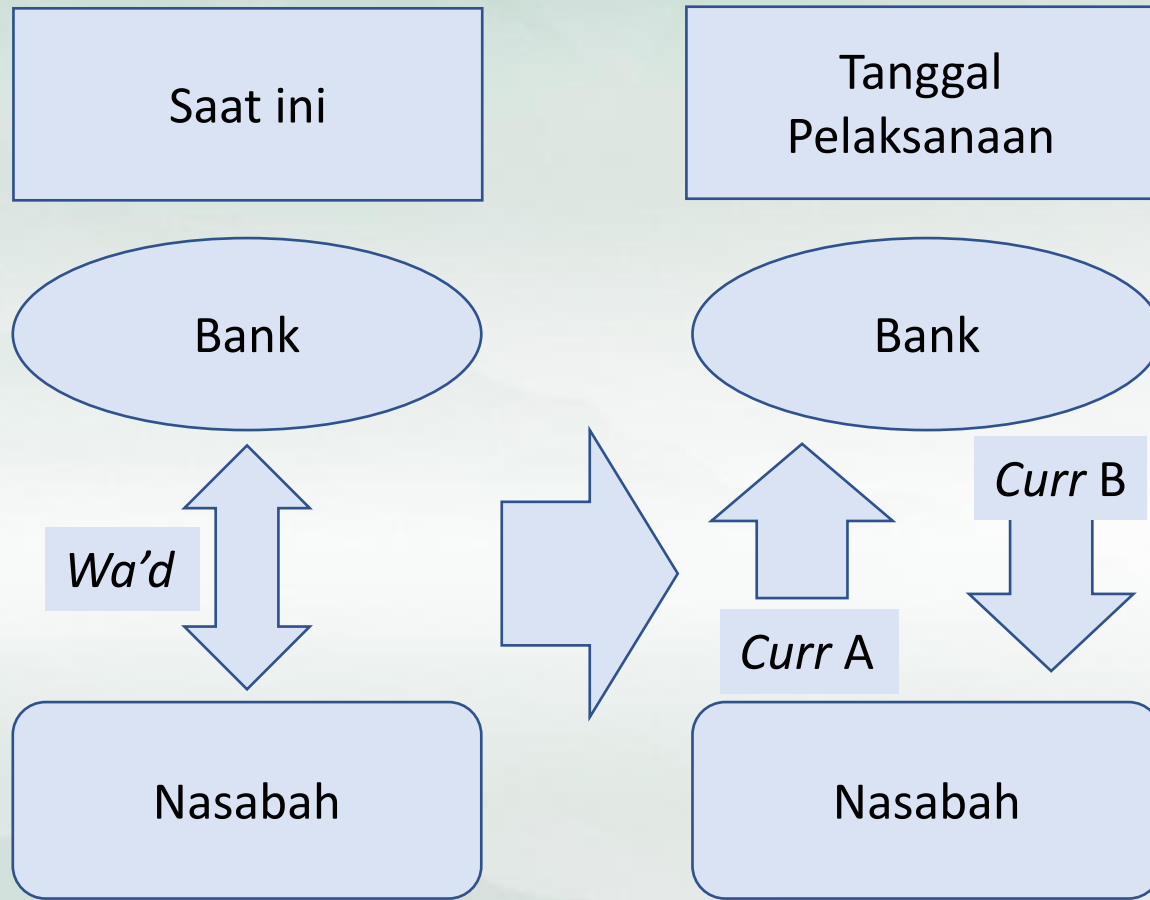 Saat ini
Tanggal
Pelaksanaan
Bank
Bank
Wa’d
Curr A
Curr B
Nasabah
Nasabah